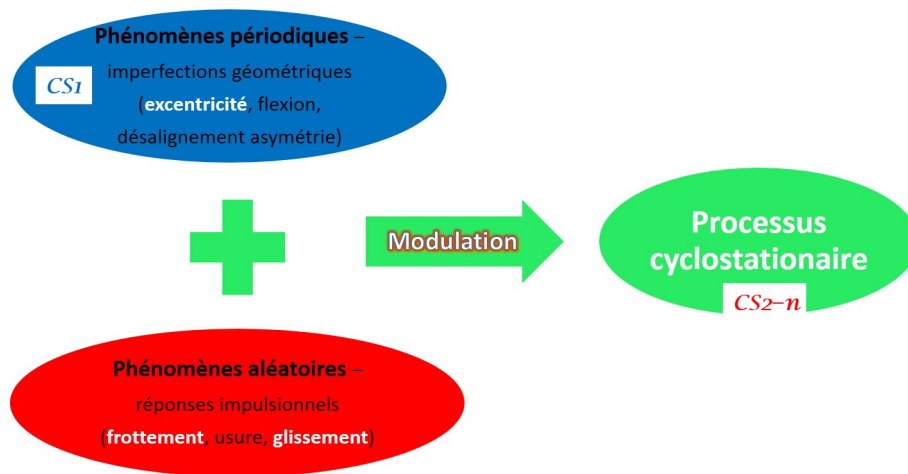 Phénomènes périodiques –
CS1
imperfections géométriques
(excentricité, flexion,
désalignement asymétrie)
Modulation
Processus
cyclostationaire
CS2–n
Phénomènes aléatoires –
réponses impulsionnels
(frottement, usure, glissement)